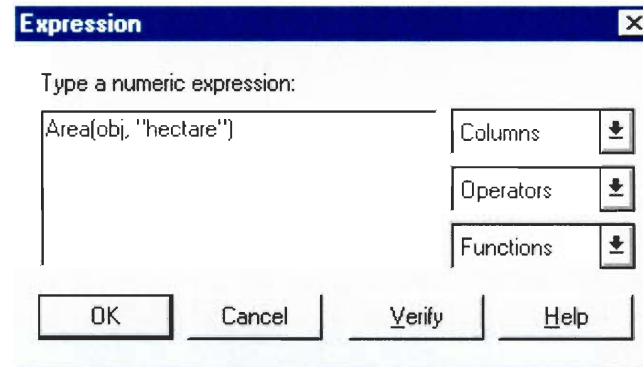 Expression
Type a numeric expression:
Area(obj, "hectare")
Columns
Operators
Functions
OK Cancel Verify Help